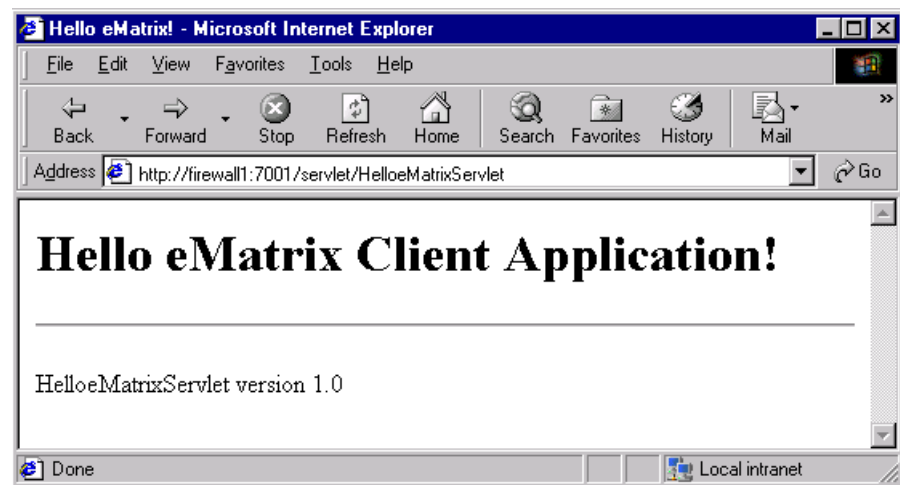 Hello eMatrix! - Microsoft Internet Explorer
File Edit View Favorites Tools Help
Back Forward Stop Refresh Home Search Favorites History Mail »
Address http://firewall1:7001/servlet/HelloeMatrixServlet Go
Hello eMatrix Client Application!
HelloeMatrixServlet version 1.0
Done Local intranet